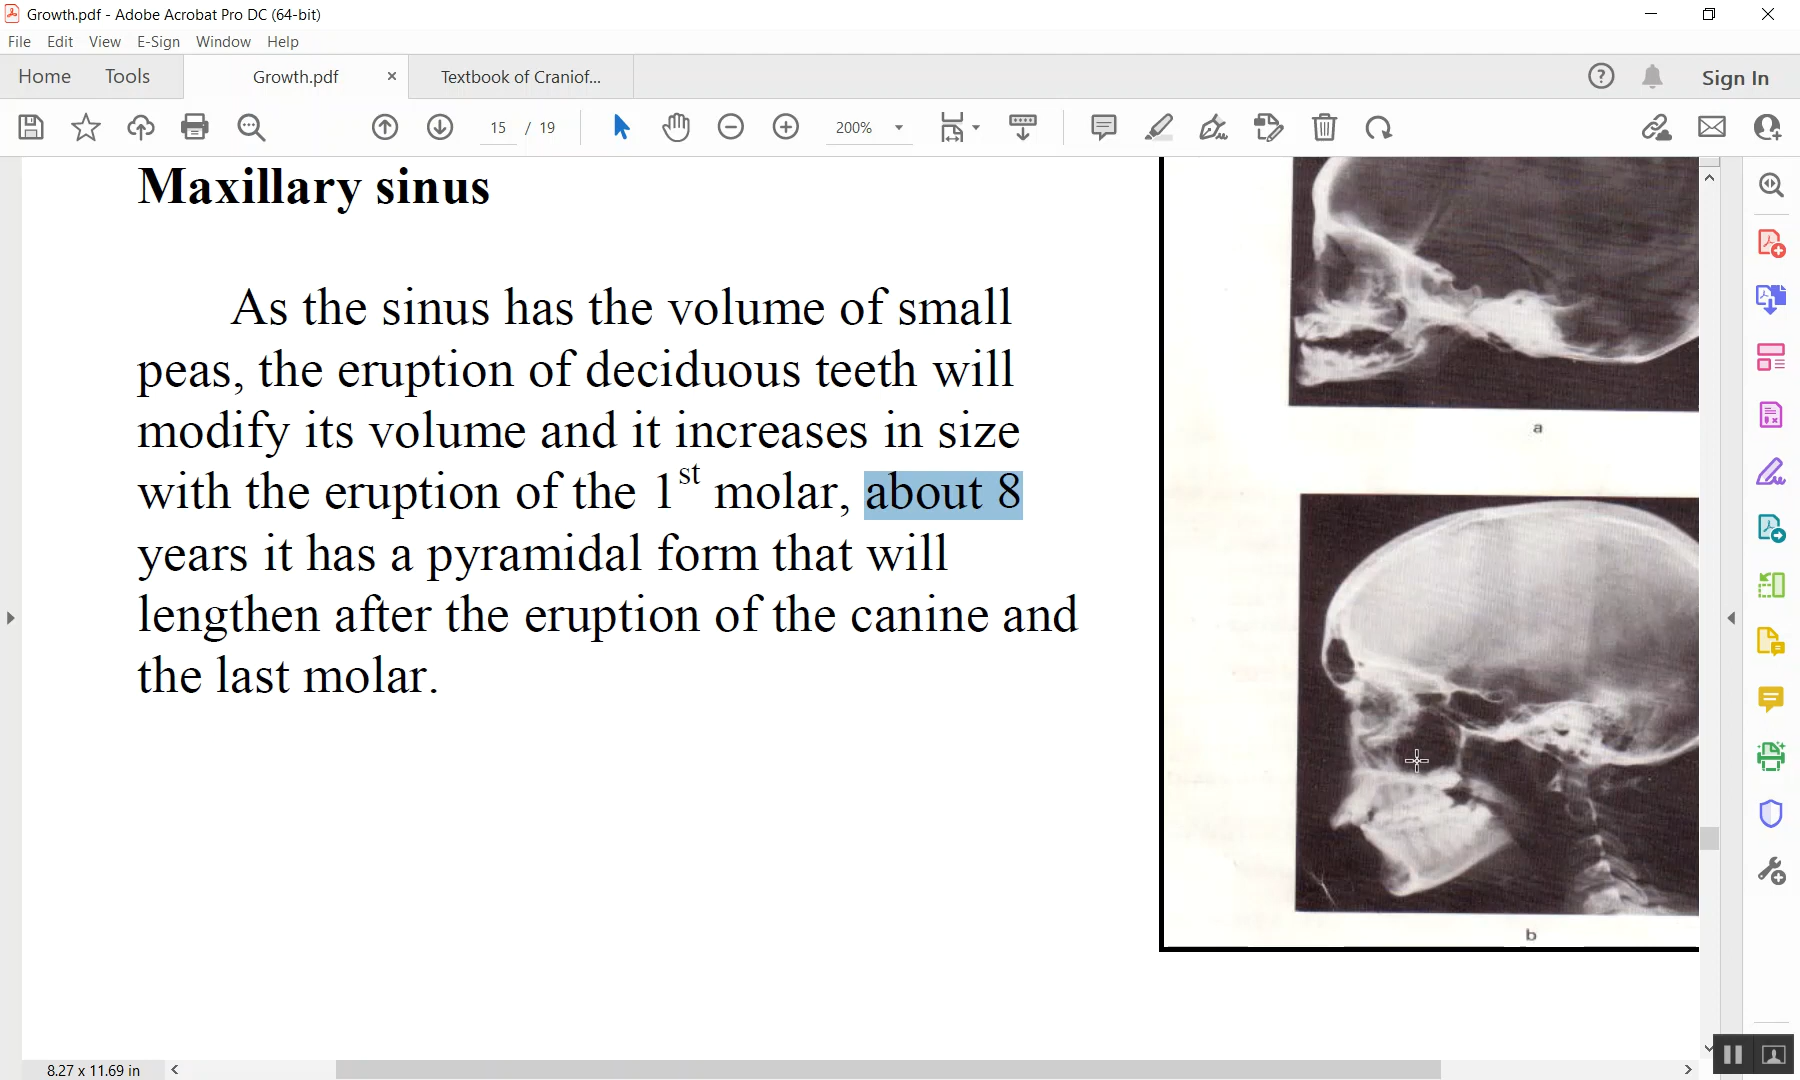 Growth.pdf - Adobe Acrobat Pro DC (64-bit)
File Edit View E-Sign Window Help
Home Tools Growth.pdf × Textbook of Craniof... Sign In
15 / 19 200%
Maxillary sinus
As the sinus has the volume of small
peas, the eruption of deciduous teeth will
modify its volume and it increases in size
with the eruption of the 1st molar, about 8
years it has a pyramidal form that will
lengthen after the eruption of the canine and
the last molar.
a
b
8.27 x 11.69 in